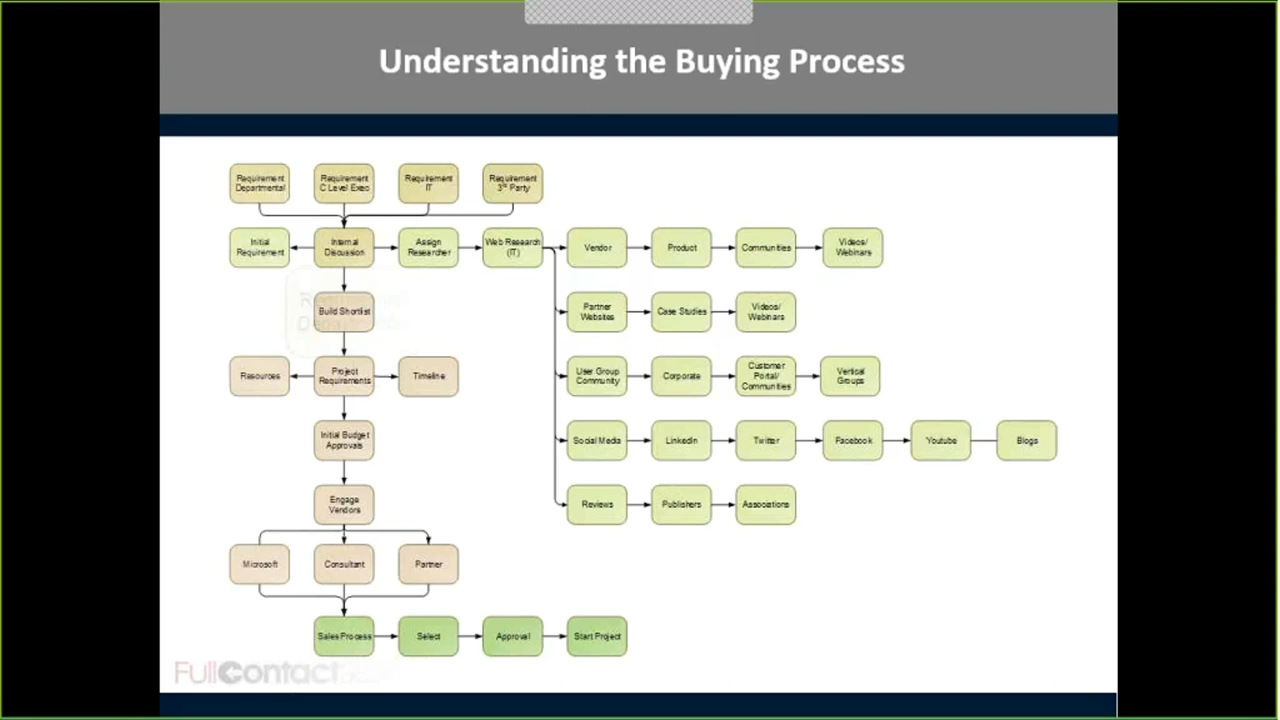 Understanding the Buying Process
Requirement
Departmental
Requirement
C Level Exec
Requirement
IT
Requirement
3rd Party
Initial
Requirement
Internal
Discussion
Assign
Researcher
Web Research
(IT)
Vendor
Product
Communities
Videos/
Webinars
Build Shortlist
Partner
Websites
Case Studies
Videos/
Webinars
Resources
Project
Requirements
Timeline
User Group
Community
Corporate
Customer
Portal/
Communities
Vertical
Groups
Initial Budget
Approvals
Social Media
LinkedIn
Twitter
Facebook
Youtube
Blogs
Engage
Vendors
Reviews
Publishers
Associations
Microsoft
Consultant
Partner
Sales Process
Select
Approval
Start Project
FullContact